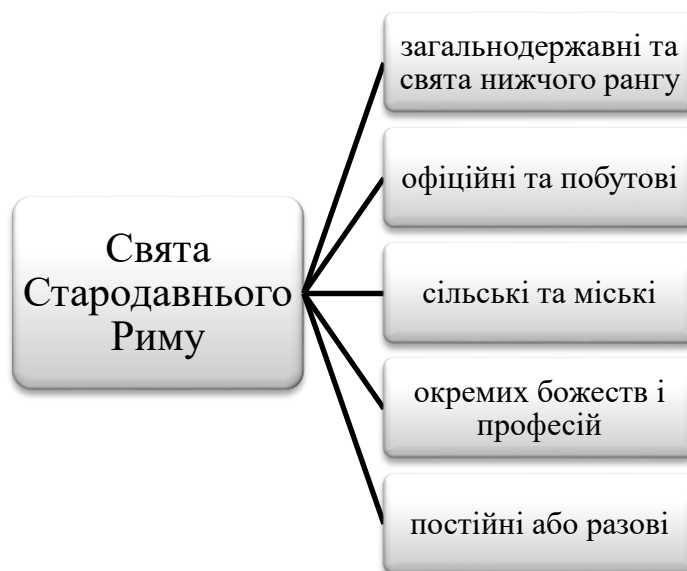 Свята
Стародавнього
Риму
загальнодержавні та
свята нижчого рангу
офіційні та побутові
сільські та міські
окремих божеств і
професій
постійні або разові